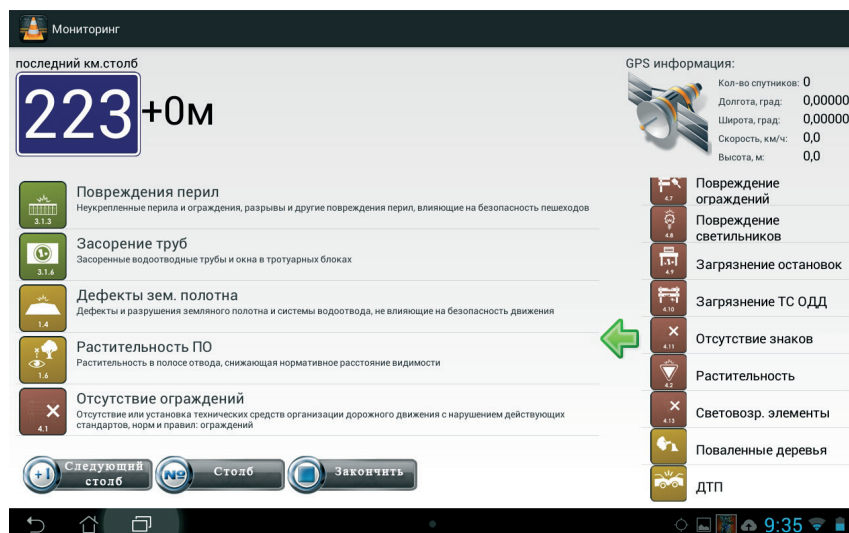 Мониторинг
последний км.столб
223 +0м
GPS информация:
Кол-во спутников: 0
Долгота, град: 0,00000
Широта, град: 0,00000
Скорость, км/ч: 0,0
Высота, м: 0,0
3.1.3
Повреждения перил
Неукрепленные перила и ограждения, разрывы и другие повреждения перил, влияющие на безопасность пешеходов
3.1.6
Засорение труб
Засоренные водоотводные трубы и окна в тротуарных блоках
1.4
Дефекты зем. полотна
Дефекты и разрушения земляного полотна и системы водоотвода, не влияющие на безопасность движения
1.6
Растительность ПО
Растительность в полосе отвода, снижающая нормативное расстояние видимости
4.1
Отсутствие ограждений
Отсутствие или установка технических средств организации дорожного движения с нарушением действующих
стандартов, норм и правил: ограждений
4.7
Повреждение
ограждений
4.8
Повреждение
светильников
4.9
Загрязнение остановок
4.10
Загрязнение ТС ОДД
4.11
Отсутствие знаков
4.2
Растительность
4.13
Световозр. элементы
Поваленные деревья
ДТП
+1 Следующий
столб
№ Столб
Закончить
9:35